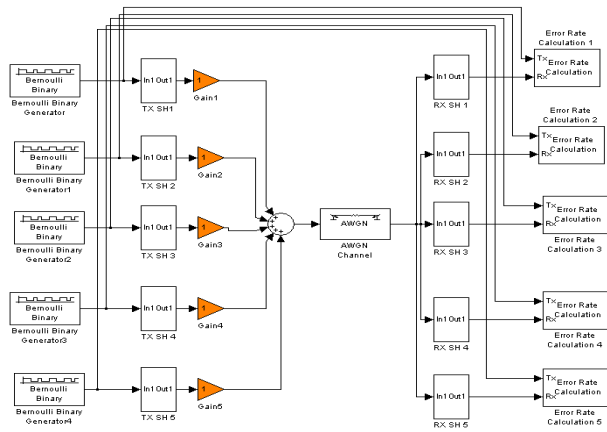 Error Rate
Calculation 1
Tx Error Rate
Rx Calculation
Bernoulli
Binary
Bernoulli Binary
Generator
In1 Out1
TX SH1
1
Gain1
In1 Out1
RX SH 1
Error Rate
Calculation 2
Tx Error Rate
Rx Calculation
Bernoulli
Binary
Bernoulli Binary
Generator1
In1 Out1
TX SH 2
1
Gain2
In1 Out1
RX SH 2
Bernoulli
Binary
Bernoulli Binary
Generator2
In1 Out1
TX SH 3
1
Gain3
+
+
+
+
+
AWGN
AWGN
Channel
In1 Out1
RX SH 3
Tx Error Rate
Rx Calculation
Error Rate
Calculation 3
Bernoulli
Binary
Bernoulli Binary
Generator3
In1 Out1
TX SH 4
1
Gain4
In1 Out1
RX SH 4
Tx Error Rate
Rx Calculation
Error Rate
Calculation 4
Bernoulli
Binary
Bernoulli Binary
Generator4
In1 Out1
TX SH 5
1
Gain5
In1 Out1
RX SH 5
Tx Error Rate
Rx Calculation
Error Rate
Calculation 5